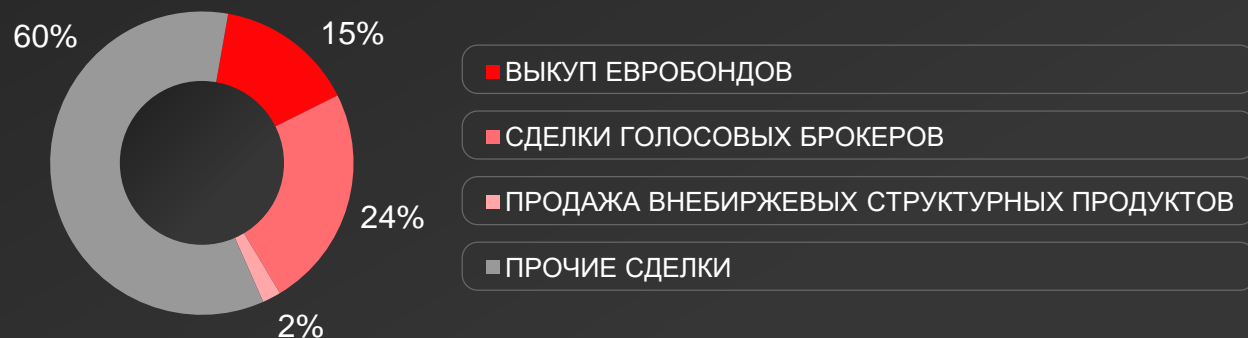 60%
15%
24%
2%
ВЫКУП ЕВРОБОНДОВ
СДЕЛКИ ГОЛОСОВЫХ БРОКЕРОВ
ПРОДАЖА ВНЕБИРЖЕВЫХ СТРУКТУРНЫХ ПРОДУКТОВ
ПРОЧИЕ СДЕЛКИ